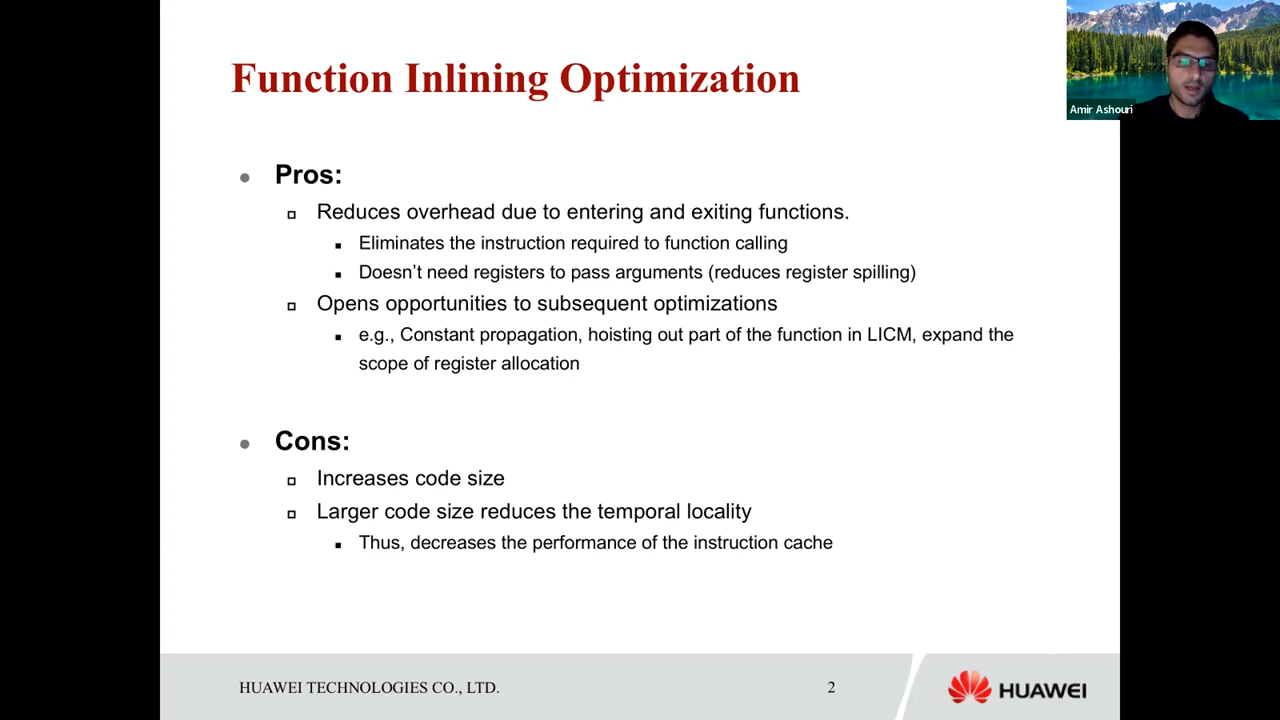 Function Inlining Optimization
Amir Ashouri
Pros:
Reduces overhead due to entering and exiting functions.
Eliminates the instruction required to function calling
Doesn't need registers to pass arguments (reduces register spilling)
Opens opportunities to subsequent optimizations
e.g., Constant propagation, hoisting out part of the function in LICM, expand the
scope of register allocation
Cons:
Increases code size
Larger code size reduces the temporal locality
Thus, decreases the performance of the instruction cache
HUAWEI TECHNOLOGIES CO., LTD.
2
HUAWEI